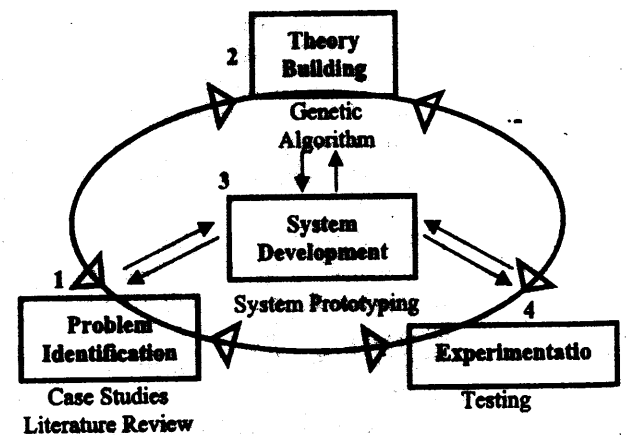 2
Theory
Building
Genetic
Algorithm
3
System
Development
System Prototyping
1
Problem
Identification
Case Studies
Literature Review
4
Experimentatio
Testing